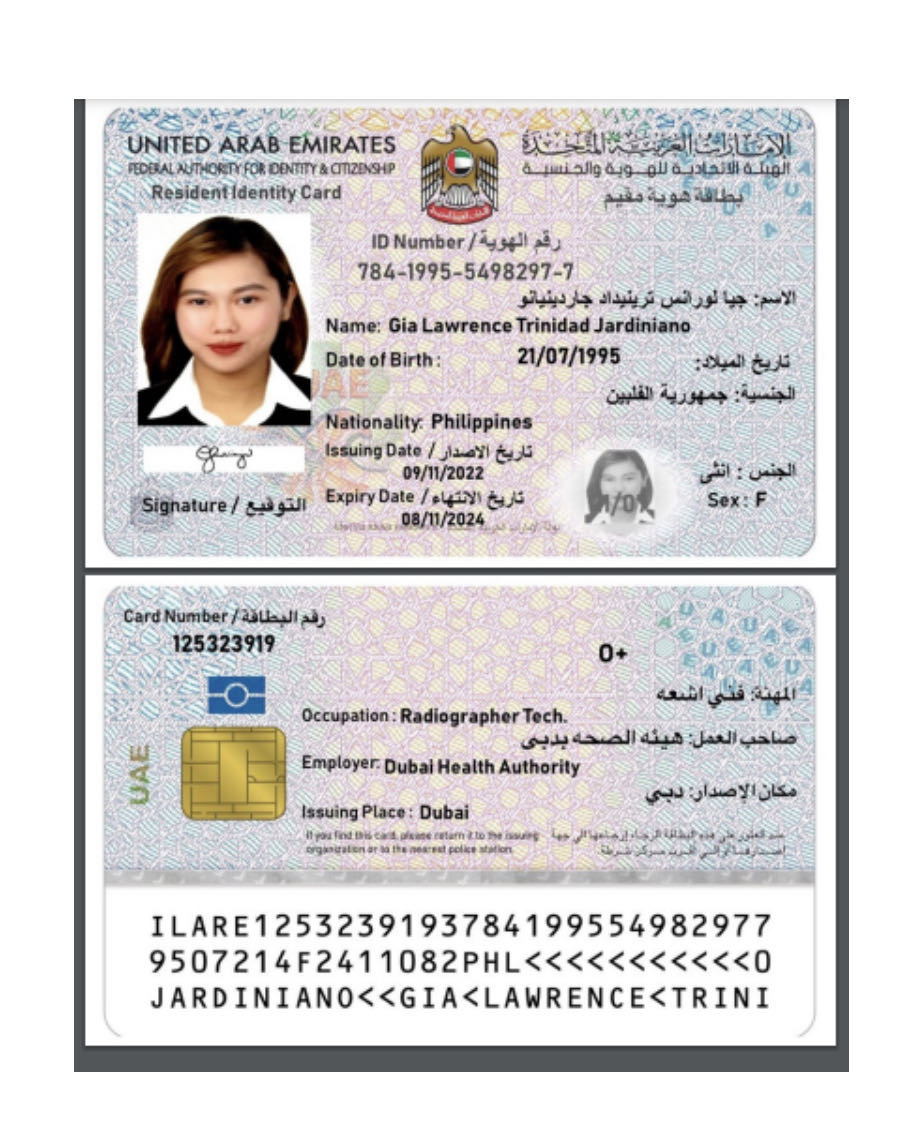 UNITED ARAB EMIRATES
FEDERAL AUTHORITY FOR IDENTITY & CITIZENSHIP
Resident Identity Card
الإمارات العربية المتحدة
الهيئة الاتحادية للهوية والجنسية
بطاقة هوية مقيم
ID Number / رقم الهوية
784-1995-5498297-7
الاسم: جيا لورانس ترينيداد جاردينيانو
Name: Gia Lawrence Trinidad Jardiniano
Date of Birth : 21/07/1995 تاريخ الميلاد:
الجنسية: جمهورية الفلبين
Nationality: Philippines
Issuing Date / تاريخ الاصدار
09/11/2022
Expiry Date / تاريخ الانتهاء
08/11/2024
الجنس : انثى
Sex : F
Signature / التوقيع
UAE
Card Number / رقم البطاقة
125323919
O+
المهنة: فني اشعه
Occupation : Radiographer Tech.
صاحب العمل: هيئه الصحه بدبى
Employer: Dubai Health Authority
مكان الإصدار: دبي
Issuing Place : Dubai
UAE
If you find this card, please return it to the issuing
organization or to the nearest police station.
ILARE1253239193784199554982977
9507214F2411082PHL<<<<<<<<<<<0
JARDINIANO<<GIA<LAWRENCE<TRINI